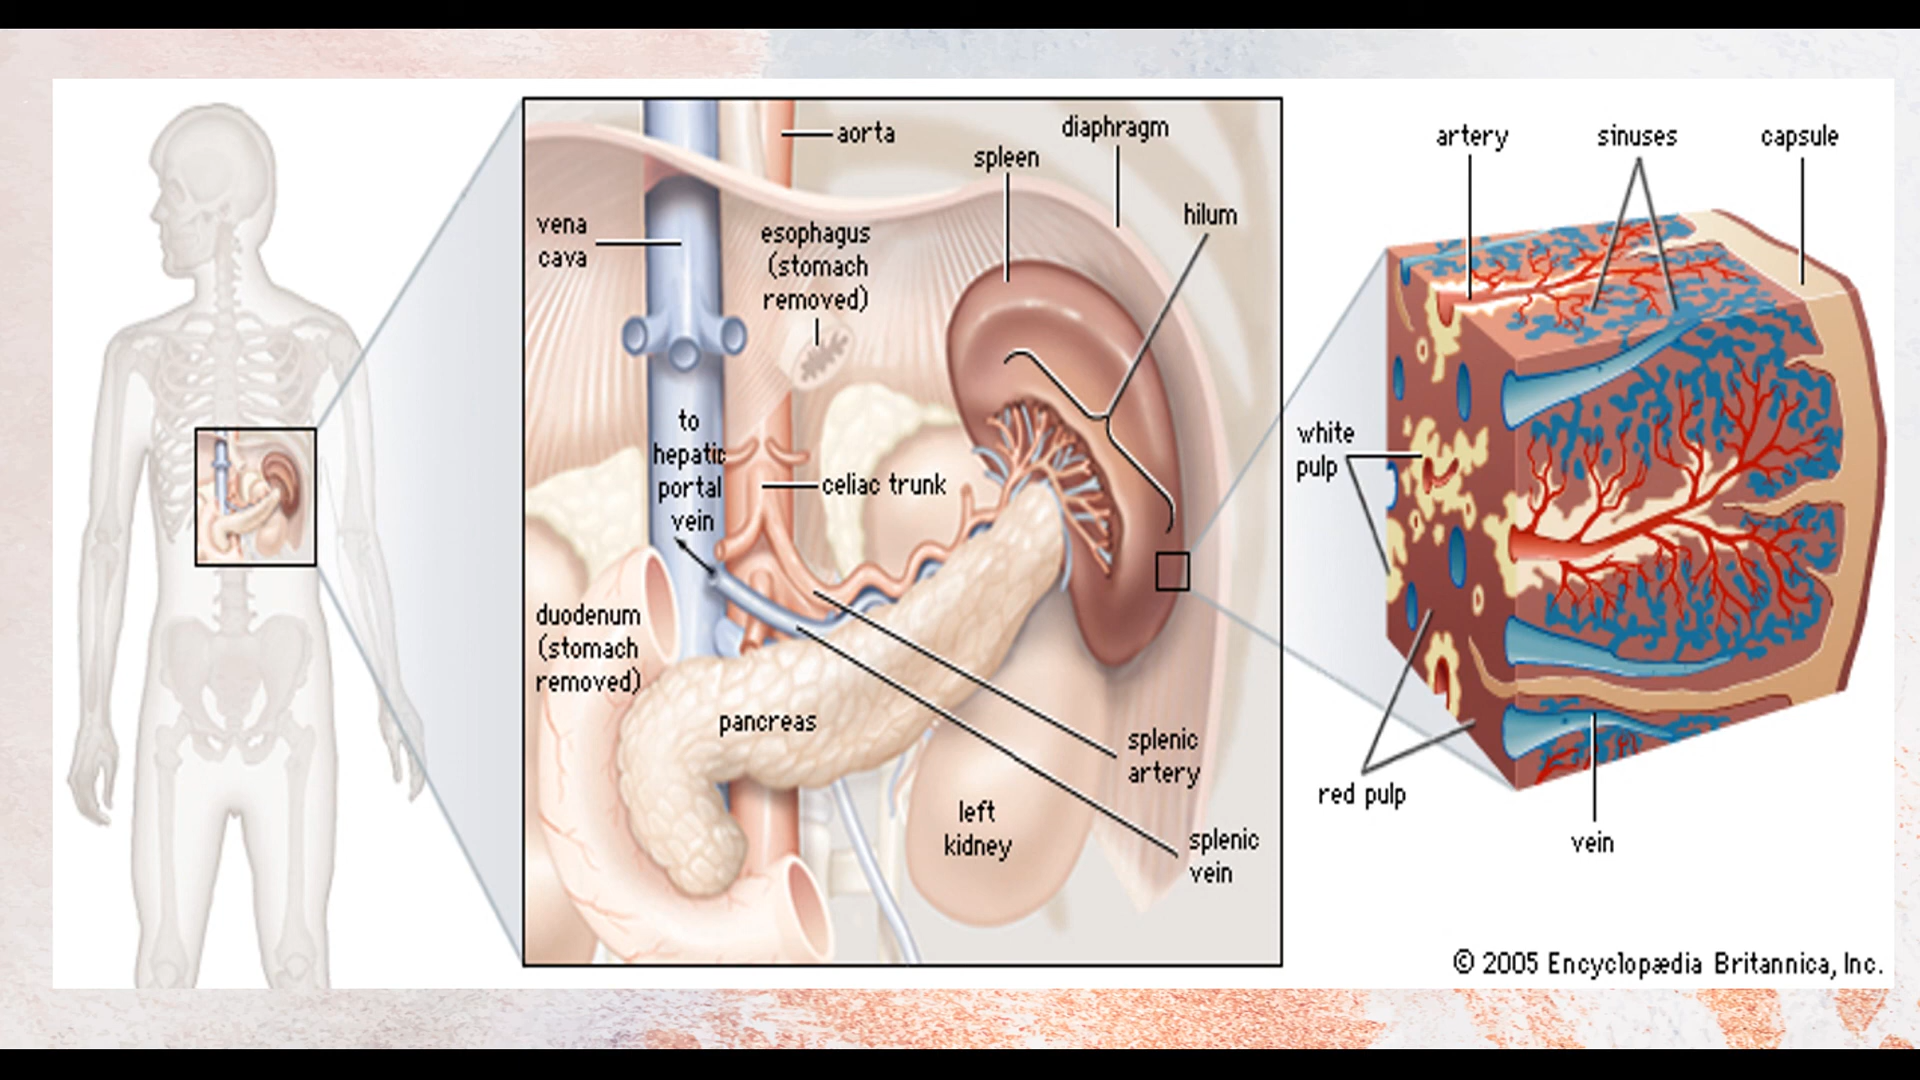 aorta
diaphragm
spleen
hilum
vena
cava
esophagus
(stomach
removed)
to
hepatic
portal
vein
celiac trunk
duodenum
(stomach
removed)
pancreas
splenic
artery
left
kidney
splenic
vein
artery
sinuses
capsule
white
pulp
red pulp
vein
© 2005 Encyclopædia Britannica, Inc.